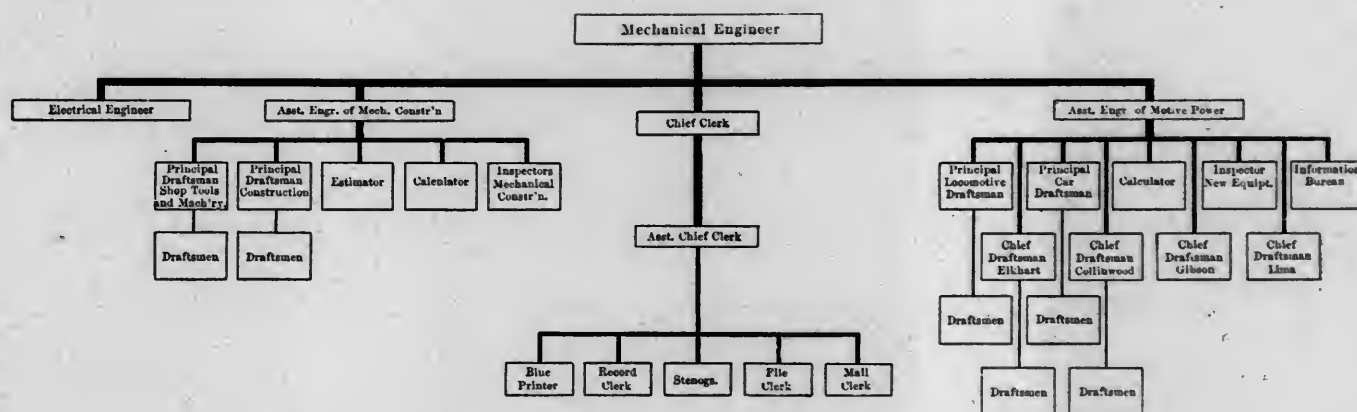 Mechanical Engineer
Electrical Engineer
Asst. Engr. of Mech. Constr'n
Chief Clerk
Asst. Engr. of Motive Power
Principal
Draftsman
Shop Tools
and Mach'ry.
Principal
Draftsman
Construction
Estimator
Calculator
Inspectors
Mechanical
Constr'n.
Principal
Locomotive
Draftsman
Principal
Car
Draftsman
Calculator
Inspector
New Equipt.
Information
Bureau
Draftsmen
Draftsmen
Asst. Chief Clerk
Chief
Draftsman
Elkhart
Chief
Draftsman
Collinwood
Chief
Draftsman
Gibson
Chief
Draftsman
Lima
Draftsmen
Draftsmen
Blue
Printer
Record
Clerk
Stenogs.
File
Clerk
Mail
Clerk
Draftsmen
Draftsmen